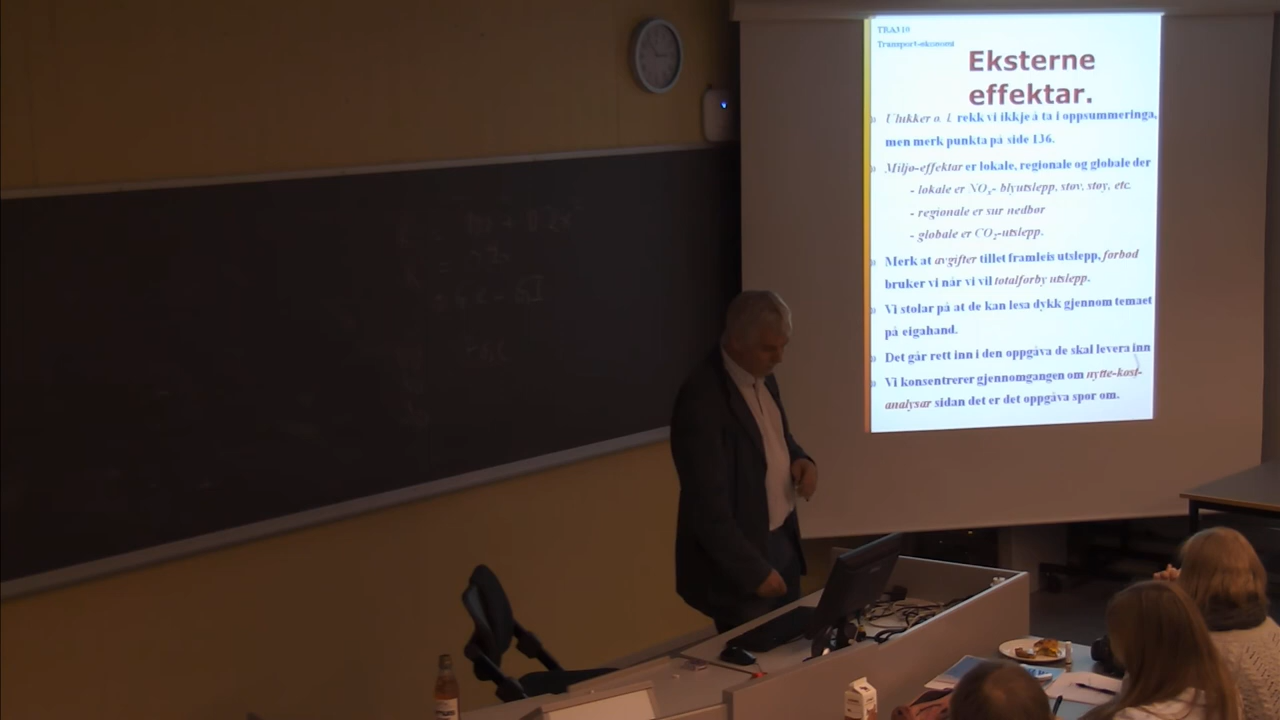 TRA310
Transport-økonomi
Eksterne
effektar.
Ulukker o. l. rekk vi ikkje å ta i oppsummeringa,
men merk punkta på side 136.
Miljø-effektar er lokale, regionale og globale der
- lokale er NOx- blyutslepp, støv, støy, etc.
- regionale er sur nedbør
- globale er CO2-utslepp.
Merk at avgifter tillet framleis utslepp, forbod
bruker vi når vi vil totalforby utslepp.
Vi stolar på at de kan lesa dykk gjennom temaet
på eigahand.
Det går rett inn i den oppgåva de skal levera inn
Vi konsentrerer gjennomgangen om nytte-kost-
analysar sidan det er det oppgåva spør om.